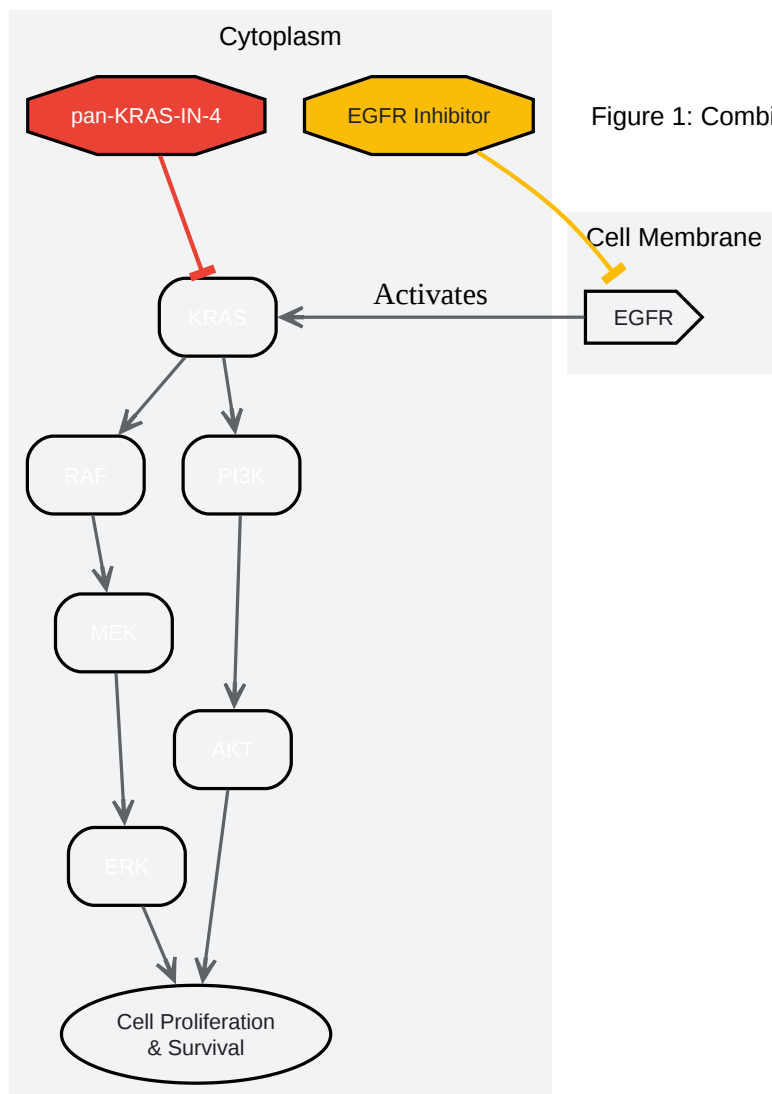 Cytoplasm
pan-KRAS-IN-4
EGFR Inhibitor
Figure 1: Combi
Cell Membrane
Activates
KRAS
EGFR
RAF
PI3K
MEK
AKT
ERK
Cell Proliferation
& Survival